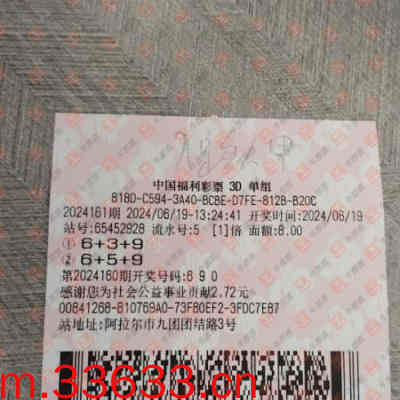 中国福利彩票 3D 单组
818D-C594-3A40-BCBE-D7FE-812B-B20C
2024161期 2024/06/19-13:24:41 开奖时间:2024/06/19
站号:65452928 流水号:5 [1]倍 面额:8.00
① 6+3+9
② 6+5+9
第2024160期开奖号码:6 9 0
感谢您为社会公益事业贡献2.72元
00841268-810769A0-73F80EF2-3FDC7E87
站地址:阿拉尔市九团团结路3号
m.33633.cn